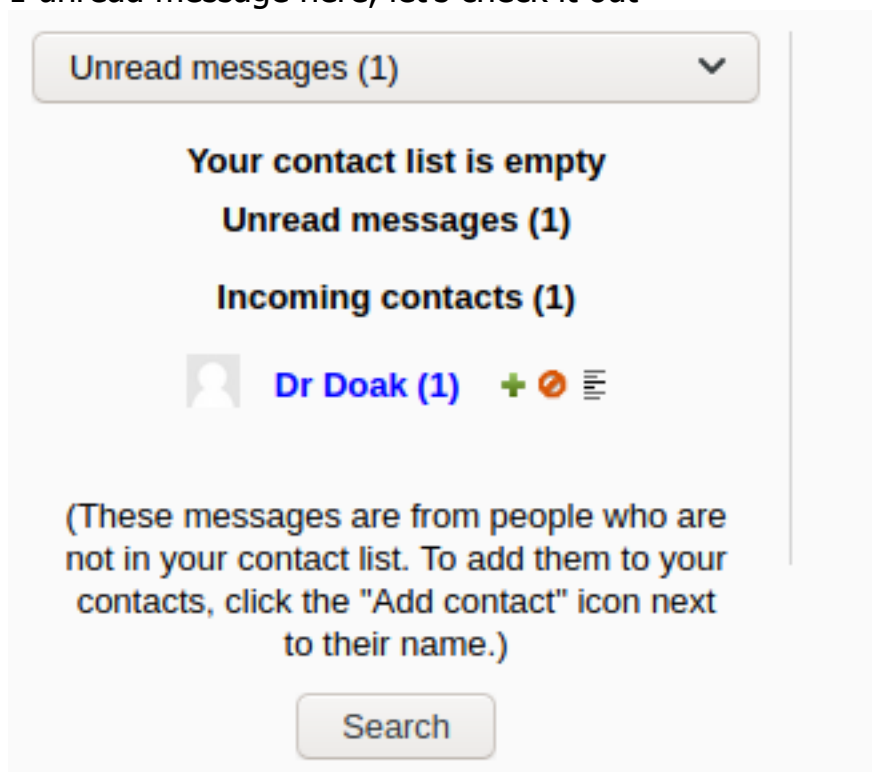 1 unread message here, let's check it out
Unread messages (1)
Your contact list is empty
Unread messages (1)
Incoming contacts (1)
Dr Doak (1)
(These messages are from people who are
not in your contact list. To add them to your
contacts, click the "Add contact" icon next
to their name.)
Search